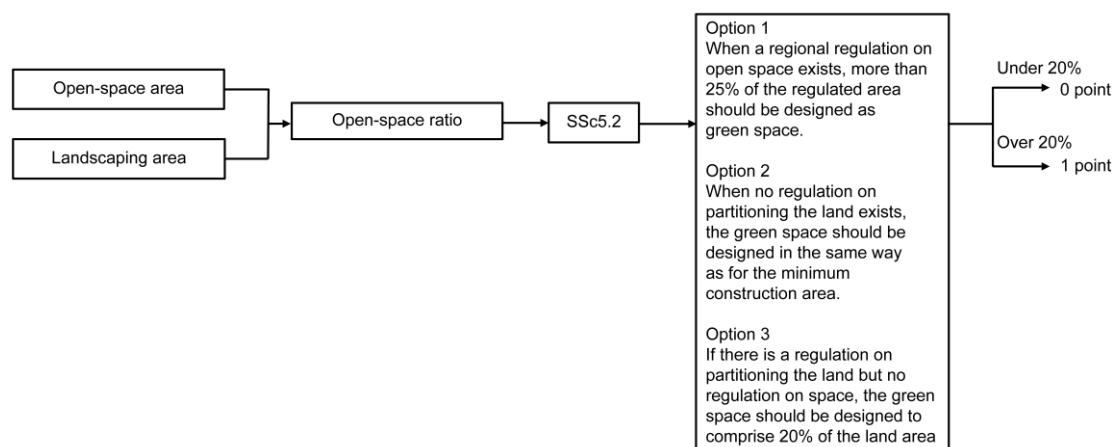 Open-space area
Landscaping area
Open-space ratio
SSc5.2
Option 1
When a regional regulation on
open space exists, more than
25% of the regulated area
should be designed as
green space.
Option 2
When no regulation on
partitioning the land exists,
the green space should be
designed in the same way
as for the minimum
construction area.
Option 3
If there is a regulation on
partitioning the land but no
regulation on space, the green
space should be designed to
comprise 20% of the land area
Under 20%
0 point
Over 20%
1 point